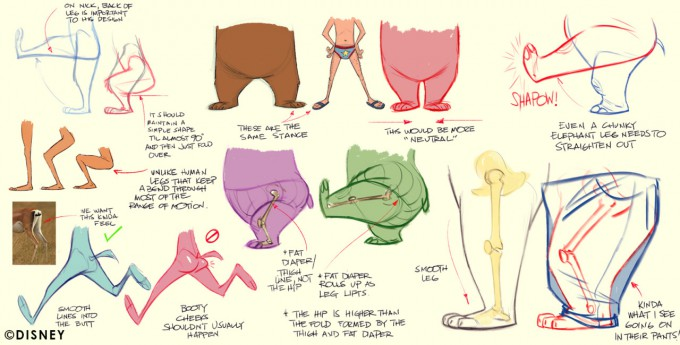 ON NICK, BACK OF
LEG IS IMPORTANT
TO HIS DESIGN
IT SHOULD
MAINTAIN A
SIMPLE SHAPE
'TIL ALMOST 90°
AND THEN JUST FOLD
OVER
UNLIKE HUMAN
LEGS THAT KEEP
A BEND THROUGH
MOST OF THE
RANGE OF MOTION.
WE WANT
THIS KINDA
FEEL
SMOOTH
LINES INTO
THE BUTT
BOOTY
CHEEKS
SHOULDN'T USUALLY
HAPPEN
THESE ARE THE
SAME STANCE
THIS WOULD BE MORE
"NEUTRAL"
SHAPOW!
EVEN A CHUNKY
ELEPHANT LEG NEEDS TO
STRAIGHTEN OUT
* FAT
DIAPER/
THIGH
LINE, NOT
THE HIP
* FAT DIAPER
ROLLS UP AS
LEG LIFTS.
* THE HIP IS HIGHER THAN
THE FOLD FORMED BY THE
THIGH AND FAT DIAPER
SMOOTH
LEG
KINDA
WHAT I SEE
GOING ON
IN THEIR PANTS!
©DISNEY